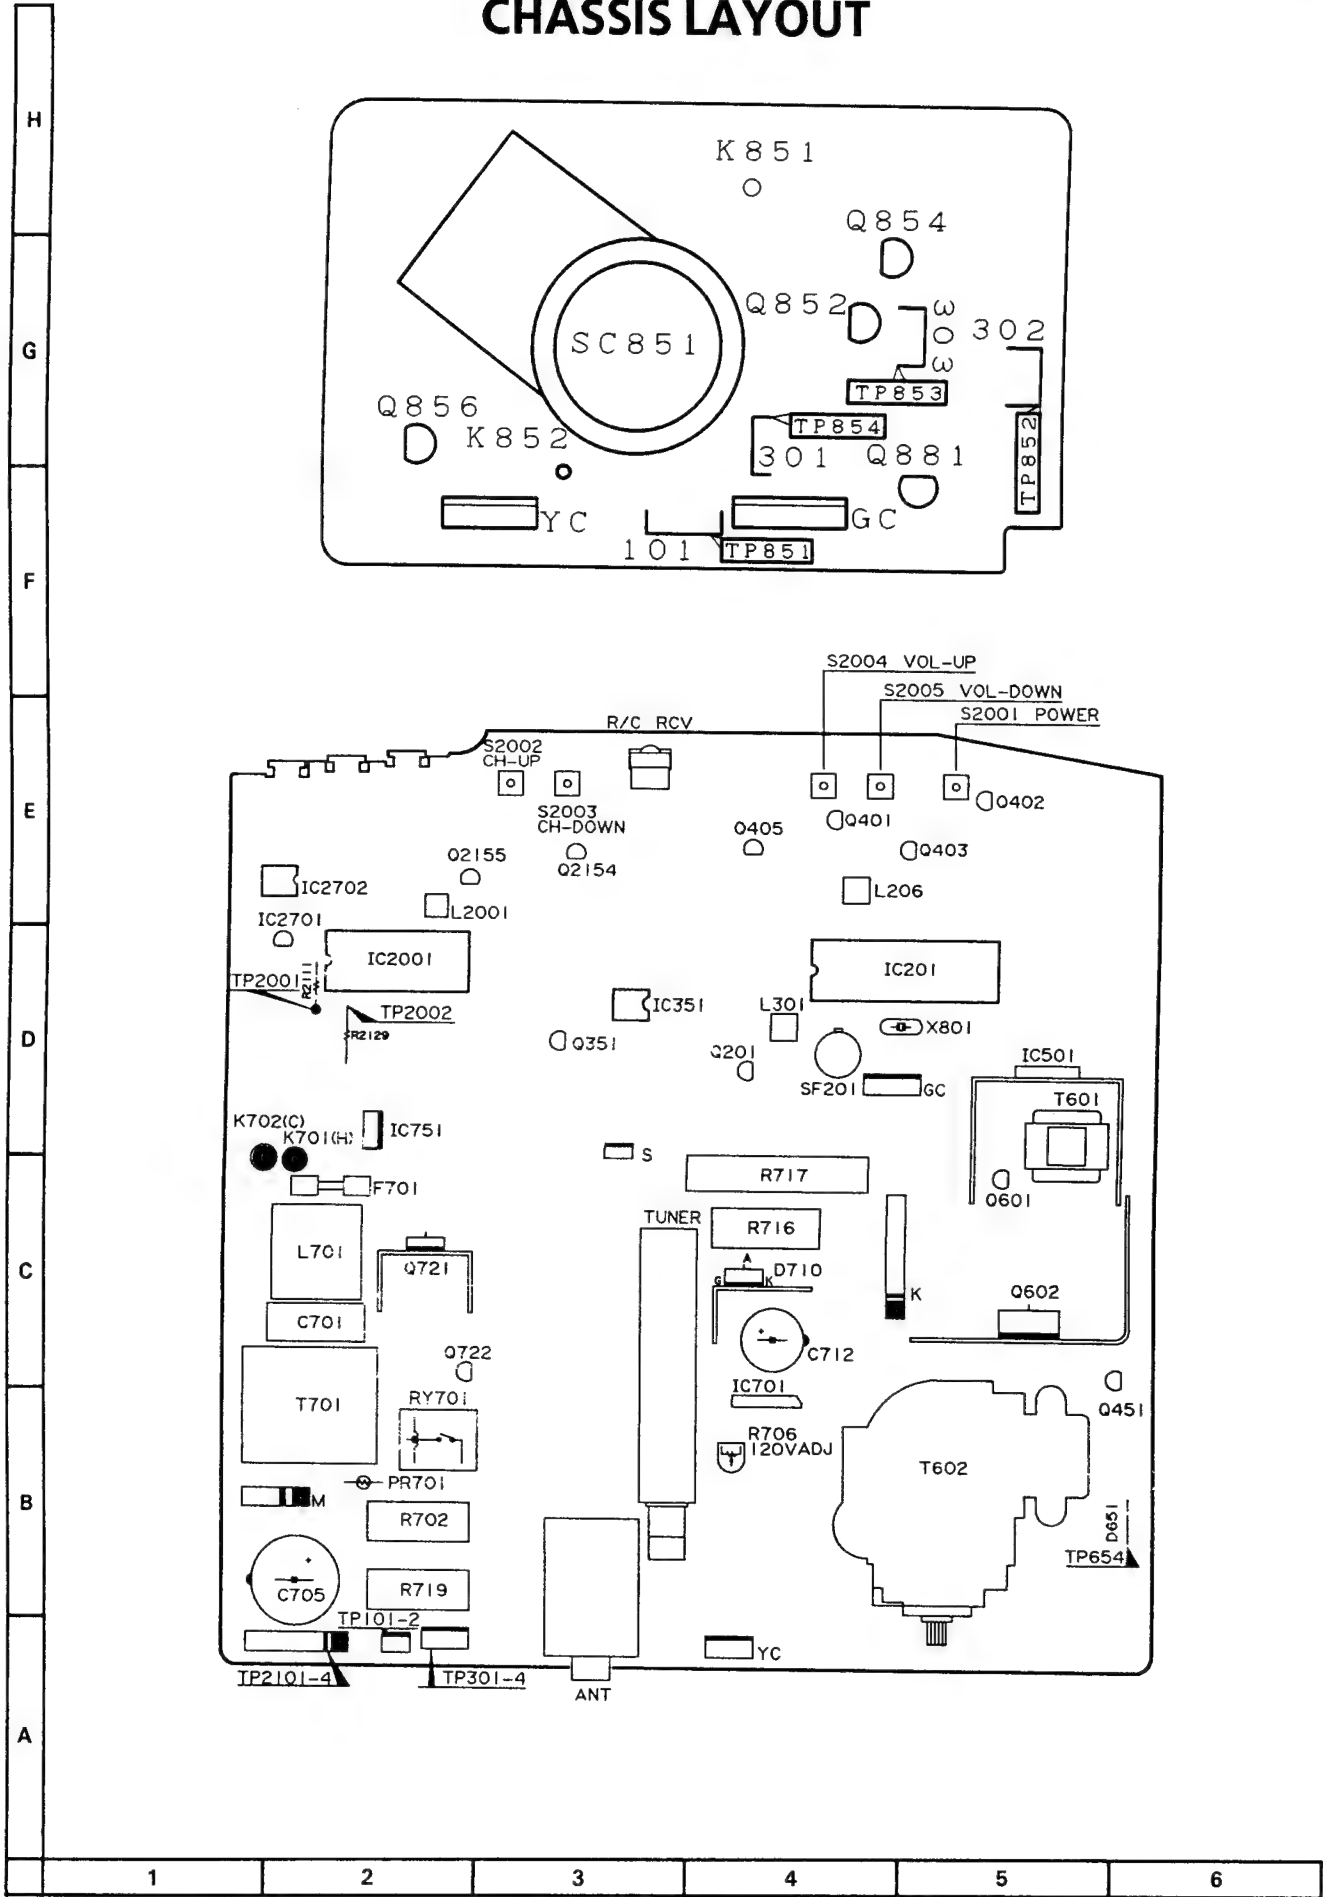 CHASSIS LAYOUT
H
K851
Q854
Q852
303
302
G
SC851
TP853
Q856
K852
TP854
TP852
301
Q881
YC
GC
101
TP851
F
S2004 VOL-UP
S2005 VOL-DOWN
S2001 POWER
R/C RCV
S2002
CH-UP
E
S2003
CH-DOWN
Q402
Q401
Q405
Q403
Q2155
Q2154
IC2702
L206
L2001
IC2701
IC2001
IC201
TP2001
R2111
TP2002
IC351
L301
X801
D
R2129
Q351
Q201
IC501
SF201
GC
T601
K702(C)
K701(H)
IC751
S
R717
F701
Q601
TUNER
R716
L701
C
Q721
A
G
K
D710
K
Q602
C701
Q722
C712
IC701
T701
RY701
Q451
R706
120VADJ
T602
PR701
B
M
R702
D651
TP654
C705
R719
TP101-2
YC
TP2101-4
TP301-4
ANT
A
1 2 3 4 5 6